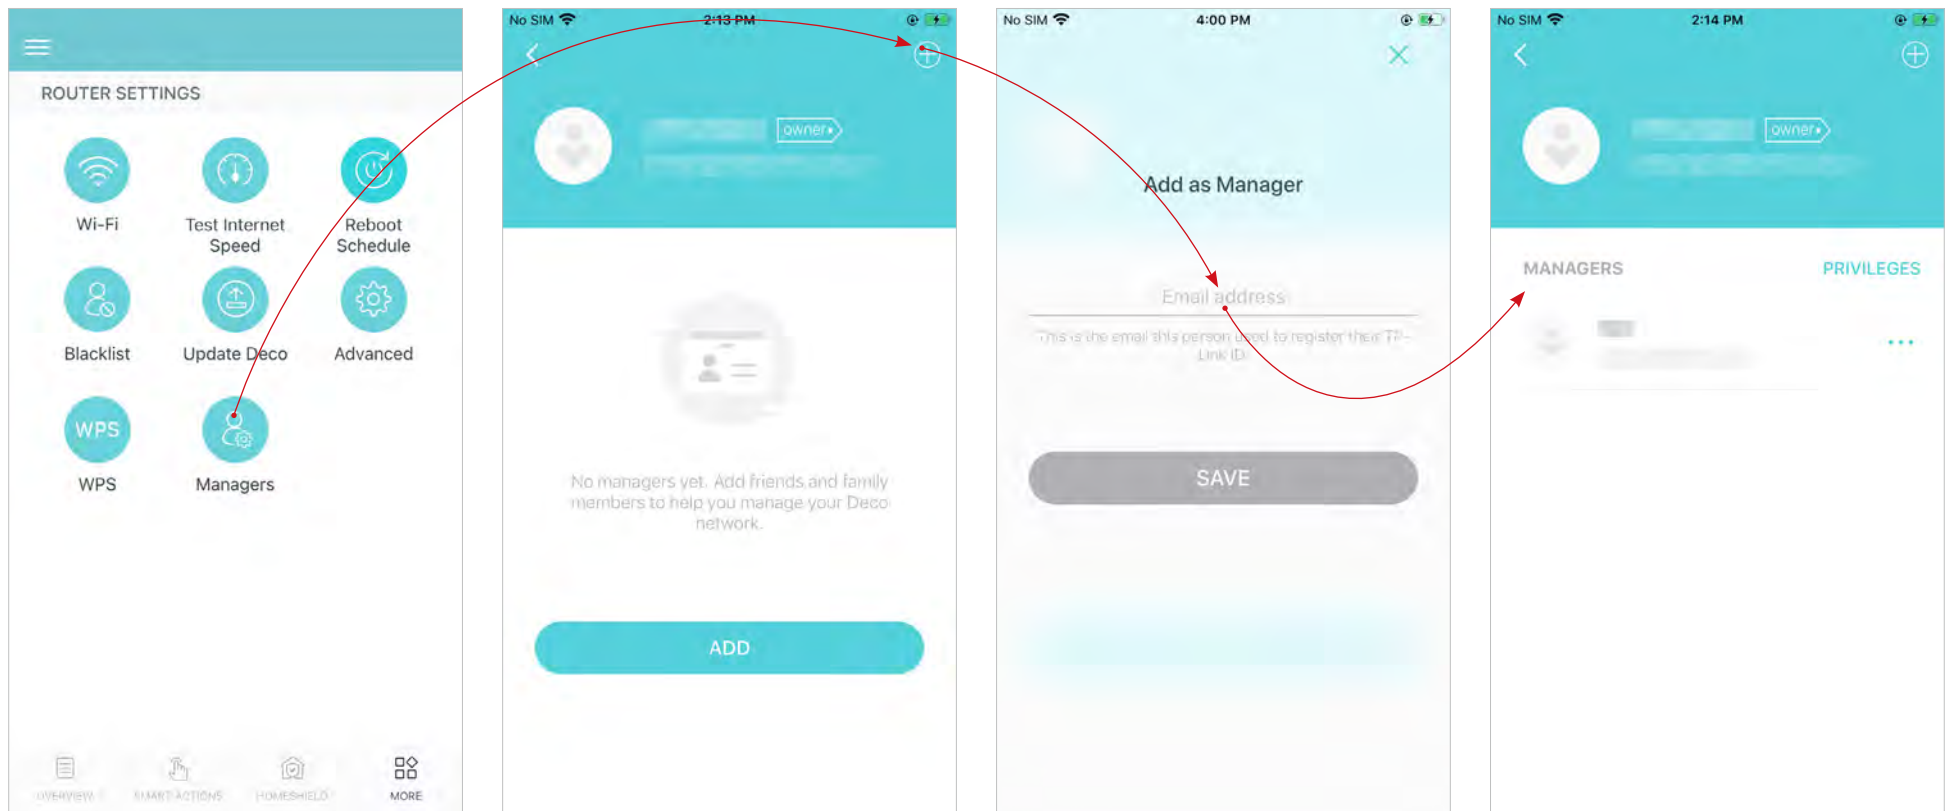 ROUTER SETTINGS
Wi-Fi
Test Internet
Speed
Reboot
Schedule
Blacklist
Update Deco
Advanced
WPS
WPS
Managers
OVERVIEW
SMART ACTIONS
HOMESHIELD
MORE
No SIM
2:13 PM
owner
No managers yet. Add friends and family
members to help you manage your Deco
network.
ADD
No SIM
4:00 PM
Add as Manager
Email address
This is the email this person used to register their TP-
Link ID.
SAVE
No SIM
2:14 PM
owner
MANAGERS
PRIVILEGES